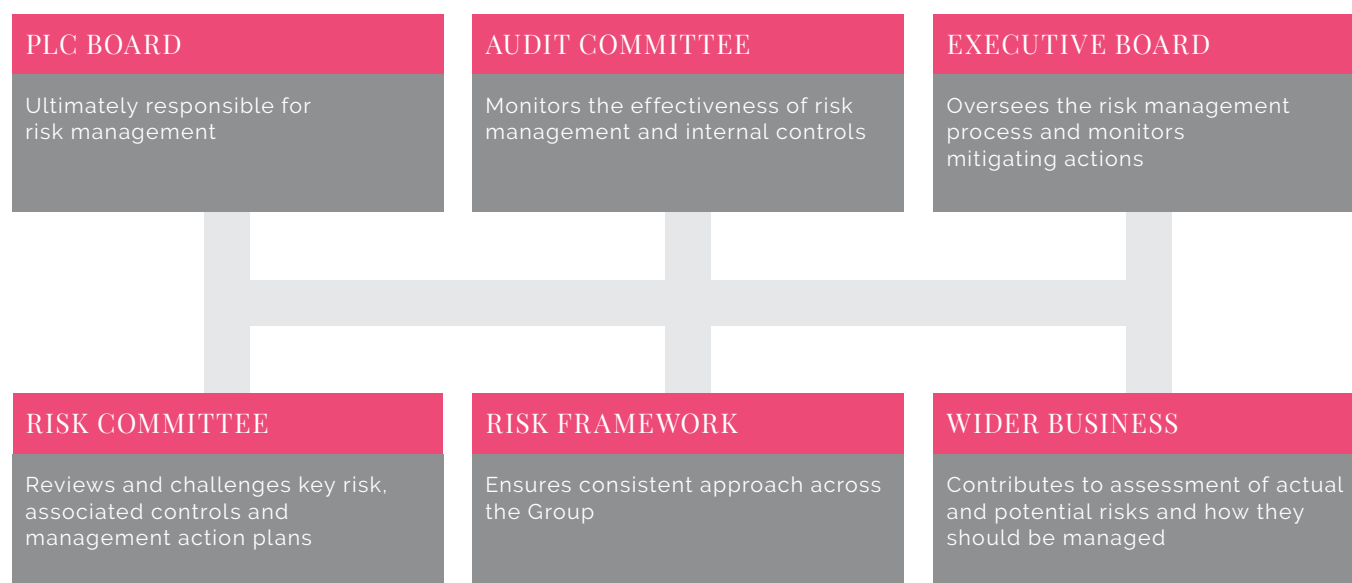 PLC BOARD
Ultimately responsible for
risk management
AUDIT COMMITTEE
Monitors the effectiveness of risk
management and internal controls
EXECUTIVE BOARD
Oversees the risk management
process and monitors
mitigating actions
RISK COMMITTEE
Reviews and challenges key risk,
associated controls and
management action plans
RISK FRAMEWORK
Ensures consistent approach across
the Group
WIDER BUSINESS
Contributes to assessment of actual
and potential risks and how they
should be managed